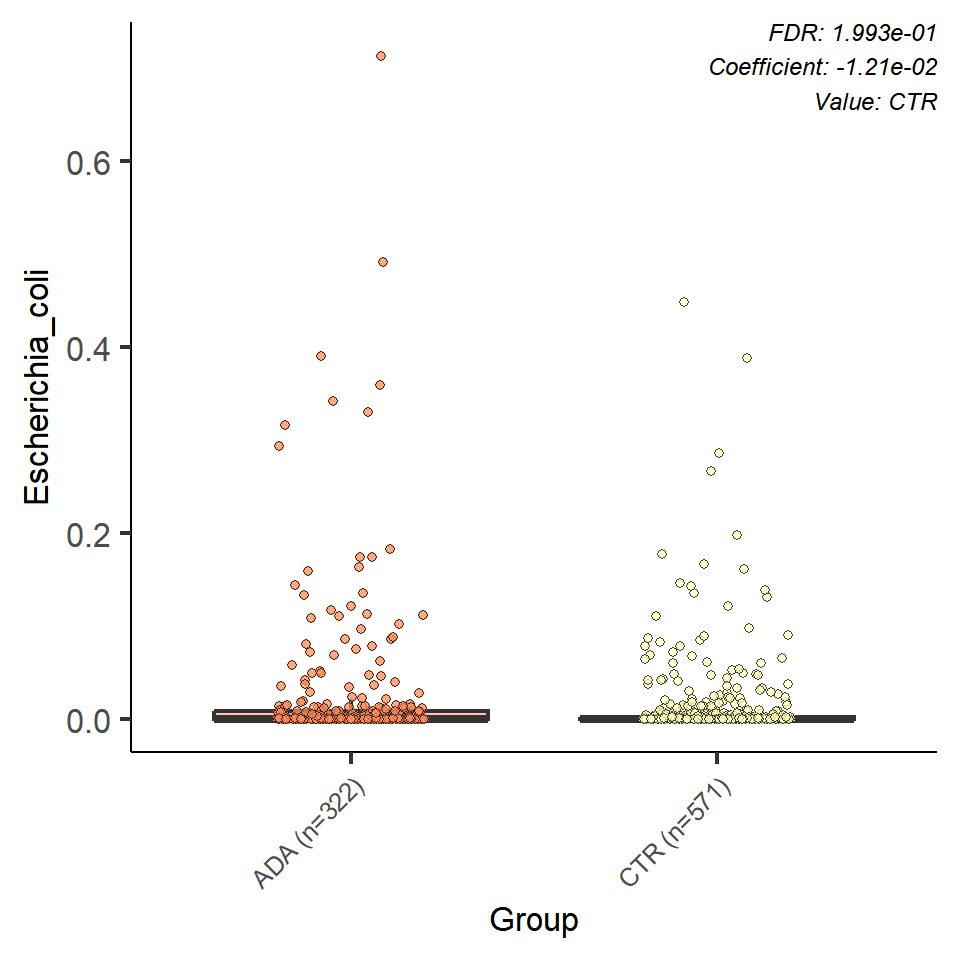 FDR: 1.993e-01
Coefficient: -1.21e-02
Value: CTR
Escherichia_coli
0.6
0.4
0.2
0.0
ADA (n=322)
CTR (n=571)
Group